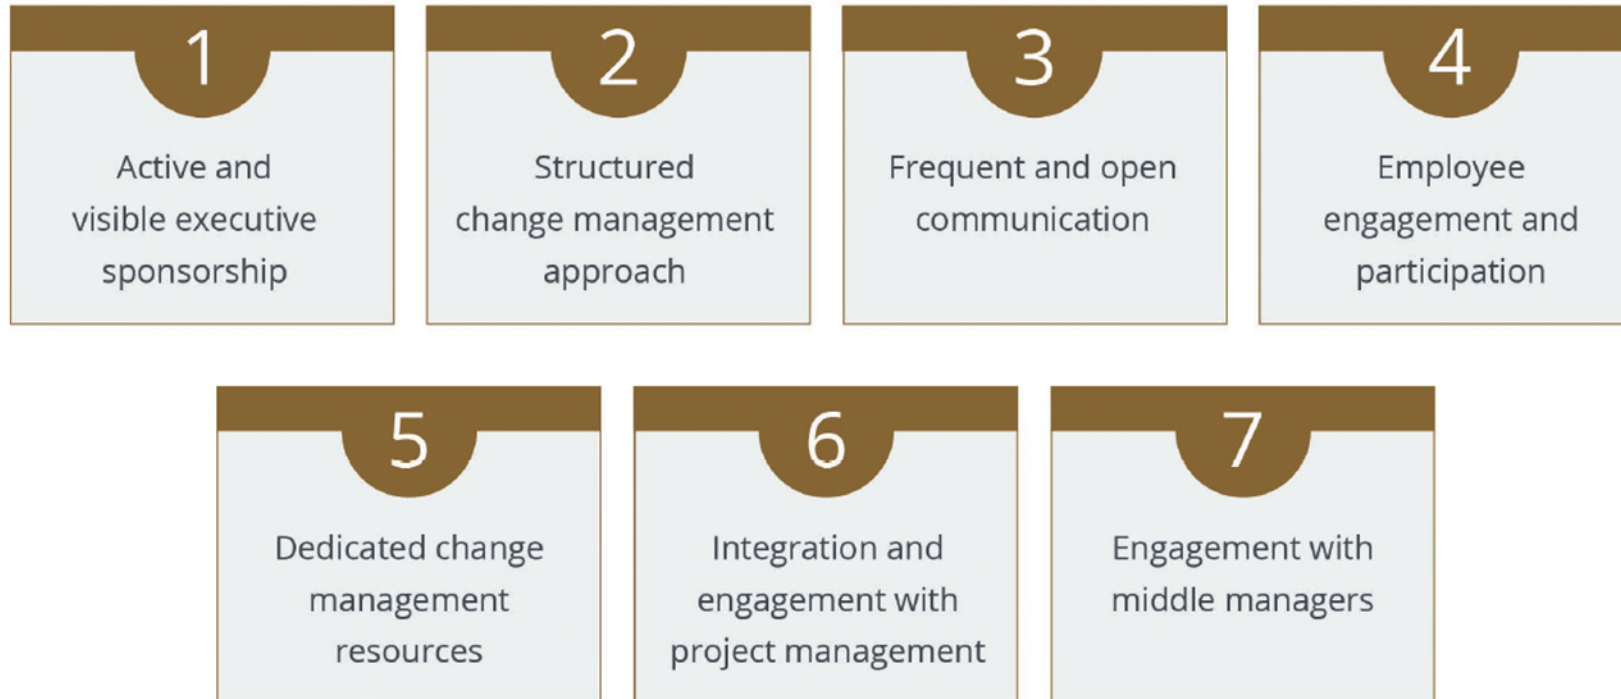 1
Active and
visible executive
sponsorship
2
Structured
change management
approach
3
Frequent and open
communication
4
Employee
engagement and
participation
5
Dedicated change
management
resources
6
Integration and
engagement with
project management
7
Engagement with
middle managers